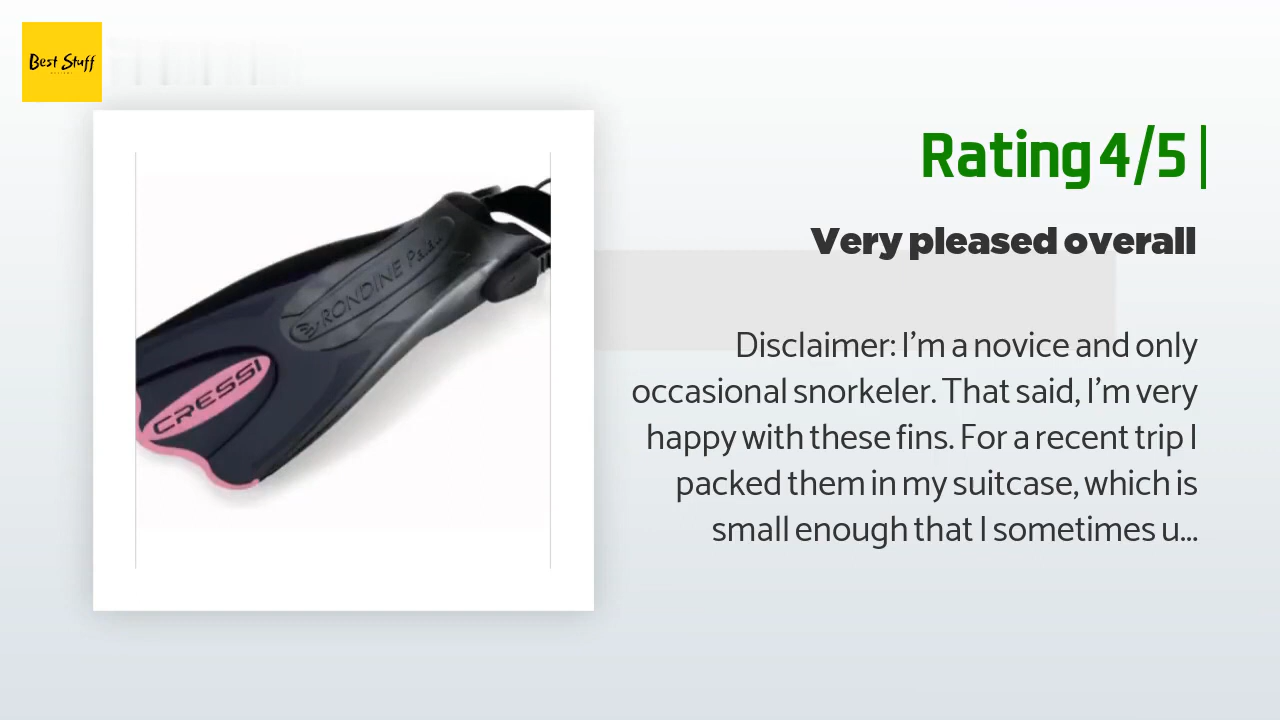 Best Stuff
Rating 4/5 |
Very pleased overall
RONDINE Palau
CRESSI
Disclaimer: I'm a novice and only
occasional snorkeler. That said, I'm very
happy with these fins. For a recent trip I
packed them in my suitcase, which is
small enough that I sometimes u...